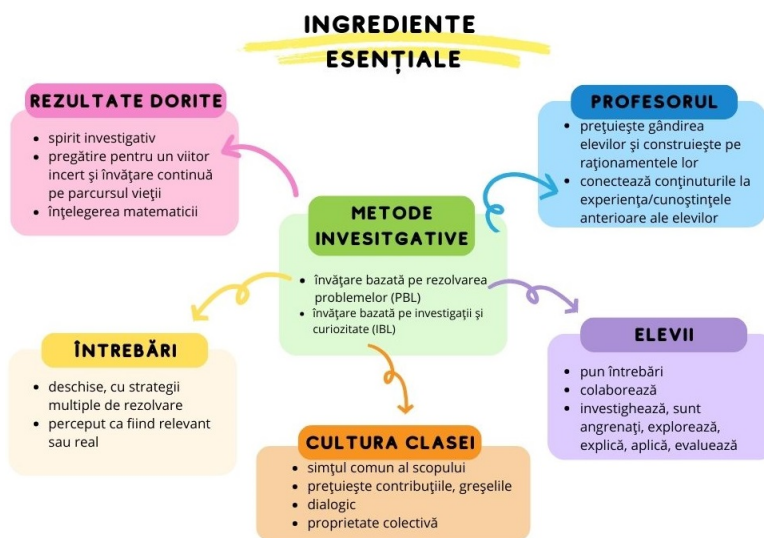 INGREDIENTE
ESENȚIALE
REZULTATE DORITE
• spirit investigativ
• pregătire pentru un viitor
incert și învățare continuă
pe parcursul vieții
• înțelegerea matematicii
PROFESORUL
• prețuiește gândirea
elevilor și construiește pe
raționamentele lor
• conectează conținuturile la
experiența/cunoștințele
anterioare ale elevilor
METODE
INVESITGATIVE
• învățare bazată pe rezolvarea
problemelor (PBL)
• învățare bazată pe investigații și
curiozitate (IBL)
ÎNTREBĂRI
• deschise, cu strategii
multiple de rezolvare
• perceput ca fiind relevant
sau real
ELEVII
• pun întrebări
• colaborează
• investighează, sunt
angrenați, explorează,
explică, aplică, evaluează
CULTURA CLASEI
• simțul comun al scopului
• prețuiește contribuțiile, greșelile
• dialogic
• proprietate colectivă